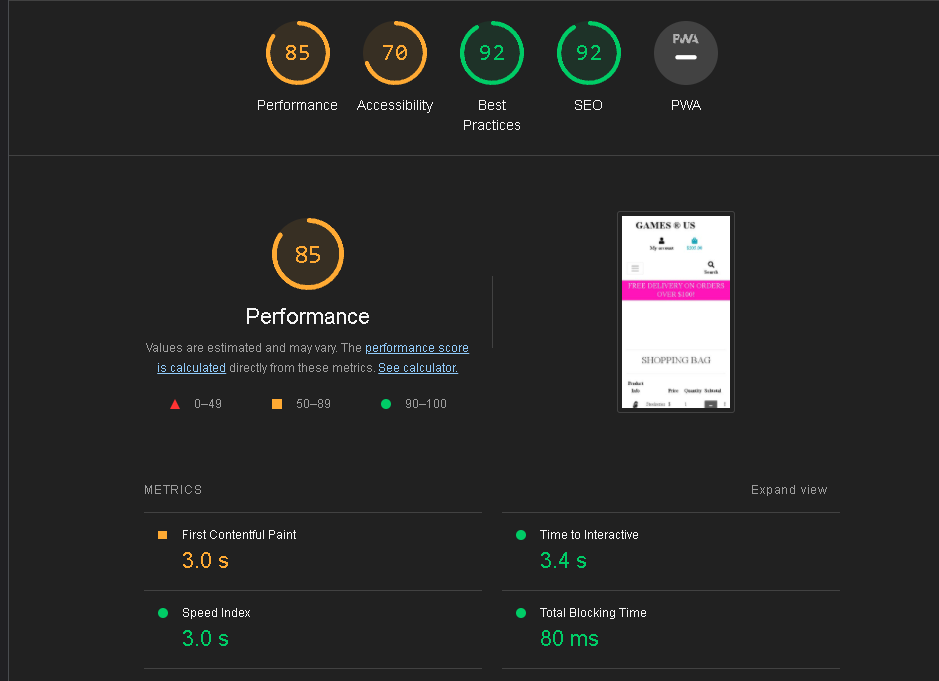 85
70
92
92
PWA
Performance
Accessibility
Best
Practices
SEO
PWA
85
Performance
Values are estimated and may vary. The performance score
is calculated directly from these metrics. See calculator.
0–49
50–89
90–100
GAMES ® US
My account
Search
FREE DELIVERY ON ORDERS
OVER $100!
SHOPPING BAG
Product
Info
Price
Quantity
Subtotal
METRICS
Expand view
First Contentful Paint
3.0 s
Time to Interactive
3.4 s
Speed Index
3.0 s
Total Blocking Time
80 ms